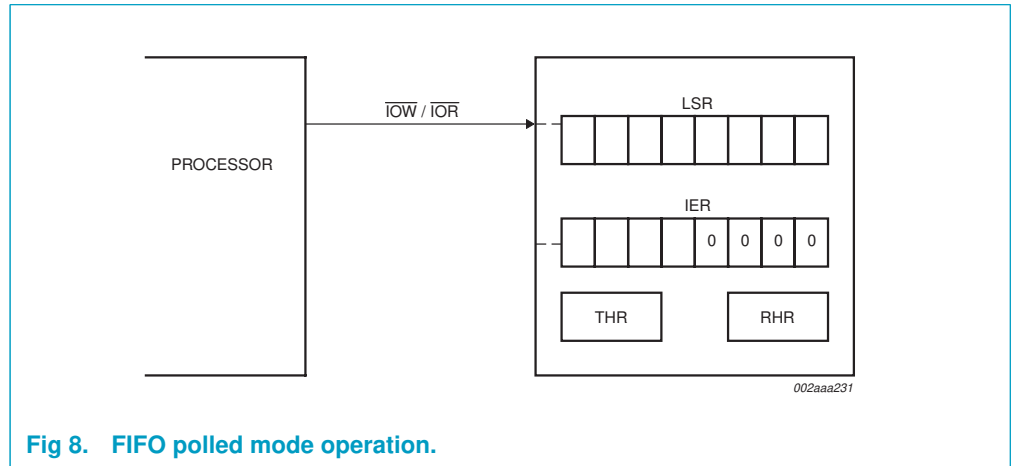 LSR
IOW / IOR
PROCESSOR
IER
0 0 0 0
THR RHR
002aaa231
Fig 8. FIFO polled mode operation.